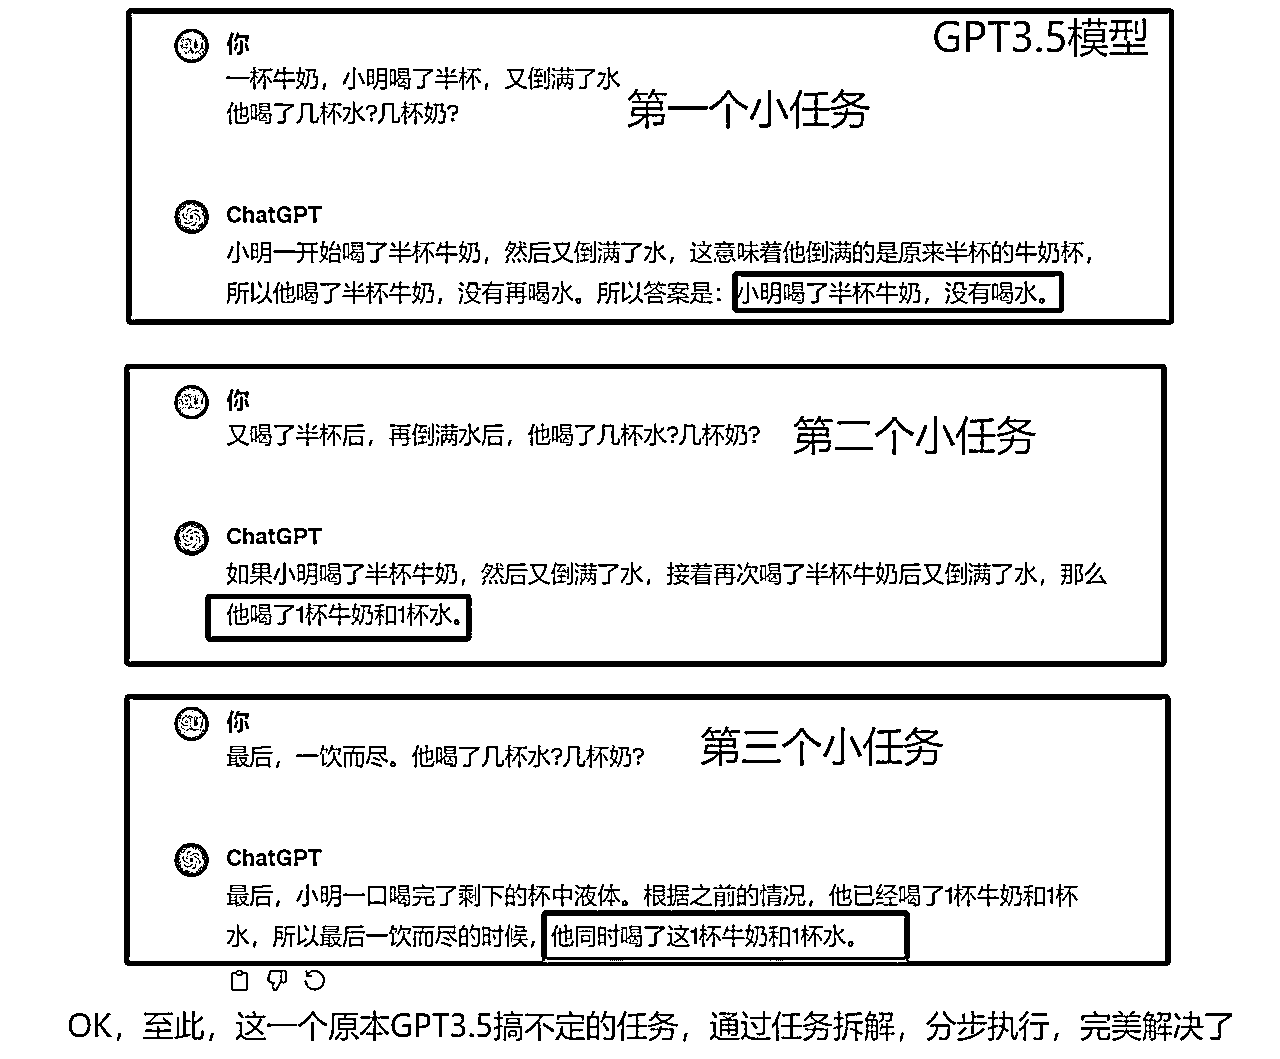 GPT3.5模型
你
一杯牛奶，小明喝了半杯，又倒满了水
他喝了几杯水?几杯奶?
第一个小任务
ChatGPT
小明一开始喝了半杯牛奶，然后又倒满了水，这意味着他倒满的是原来半杯的牛奶杯，
所以他喝了半杯牛奶，没有再喝水。所以答案是：小明喝了半杯牛奶，没有喝水。
你
又喝了半杯后，再倒满水后，他喝了几杯水?几杯奶?
第二个小任务
ChatGPT
如果小明喝了半杯牛奶，然后又倒满了水，接着再次喝了半杯牛奶后又倒满了水，那么
他喝了1杯牛奶和1杯水。
你
最后，一饮而尽。他喝了几杯水?几杯奶?
第三个小任务
ChatGPT
最后，小明一口喝完了剩下的杯中液体。根据之前的情况，他已经喝了1杯牛奶和1杯
水，所以最后一饮而尽的时候，他同时喝了这1杯牛奶和1杯水。
OK，至此，这一个原本GPT3.5搞不定的任务，通过任务拆解，分步执行，完美解决了